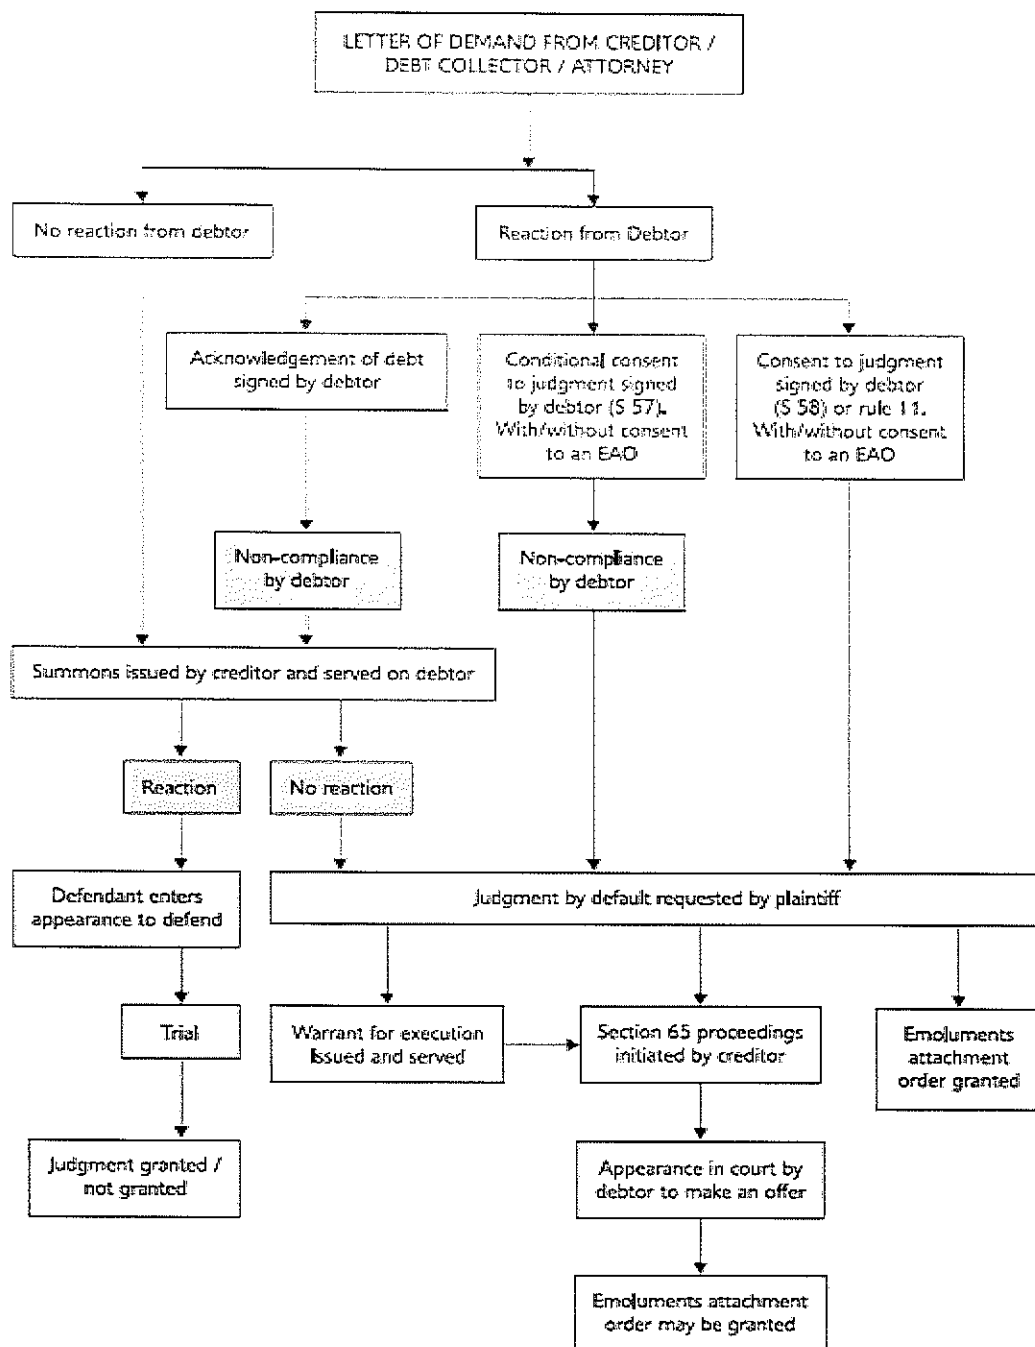 LETTER OF DEMAND FROM CREDITOR /
DEBT COLLECTOR / ATTORNEY
No reaction from debtor
Reaction from Debtor
Acknowledgement of debt
signed by debtor
Conditional consent
to judgment signed
by debtor (S 57).
With/without consent
to an EAO
Consent to judgment
signed by debtor
(S 58) or rule 11.
With/without consent
to an EAO
Non-compliance
by debtor
Non-compliance
by debtor
Summons issued by creditor and served on debtor
Reaction
No reaction
Defendant enters
appearance to defend
Judgment by default requested by plaintiff
Trial
Warrant for execution
issued and served
Section 65 proceedings
initiated by creditor
Emoluments
attachment
order granted
Judgment granted /
not granted
Appearance in court by
debtor to make an offer
Emoluments attachment
order may be granted